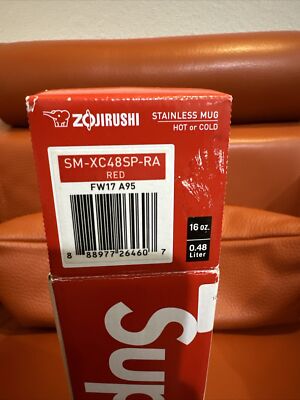 ZOJIRUSHI
STAINLESS MUG
HOT or COLD
SM-XC48SP-RA
RED
FW17 A95
16 oz.
0.48
Liter
8 88977 26460 7
Sup